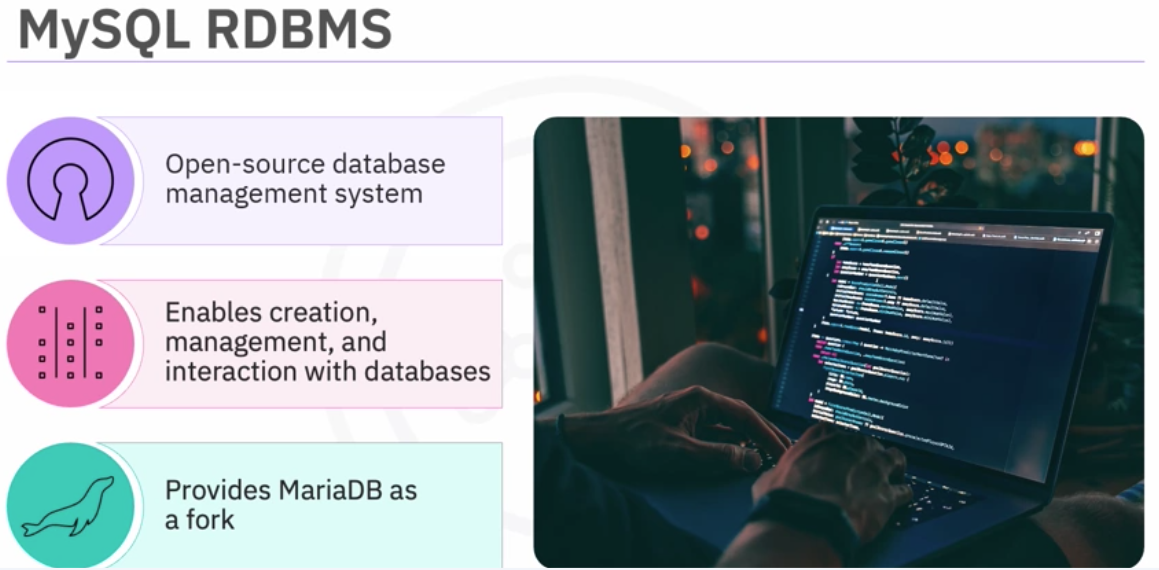 MySQL RDBMS
Open-source database
management system
Enables creation,
management, and
interaction with databases
Provides MariaDB as
a fork